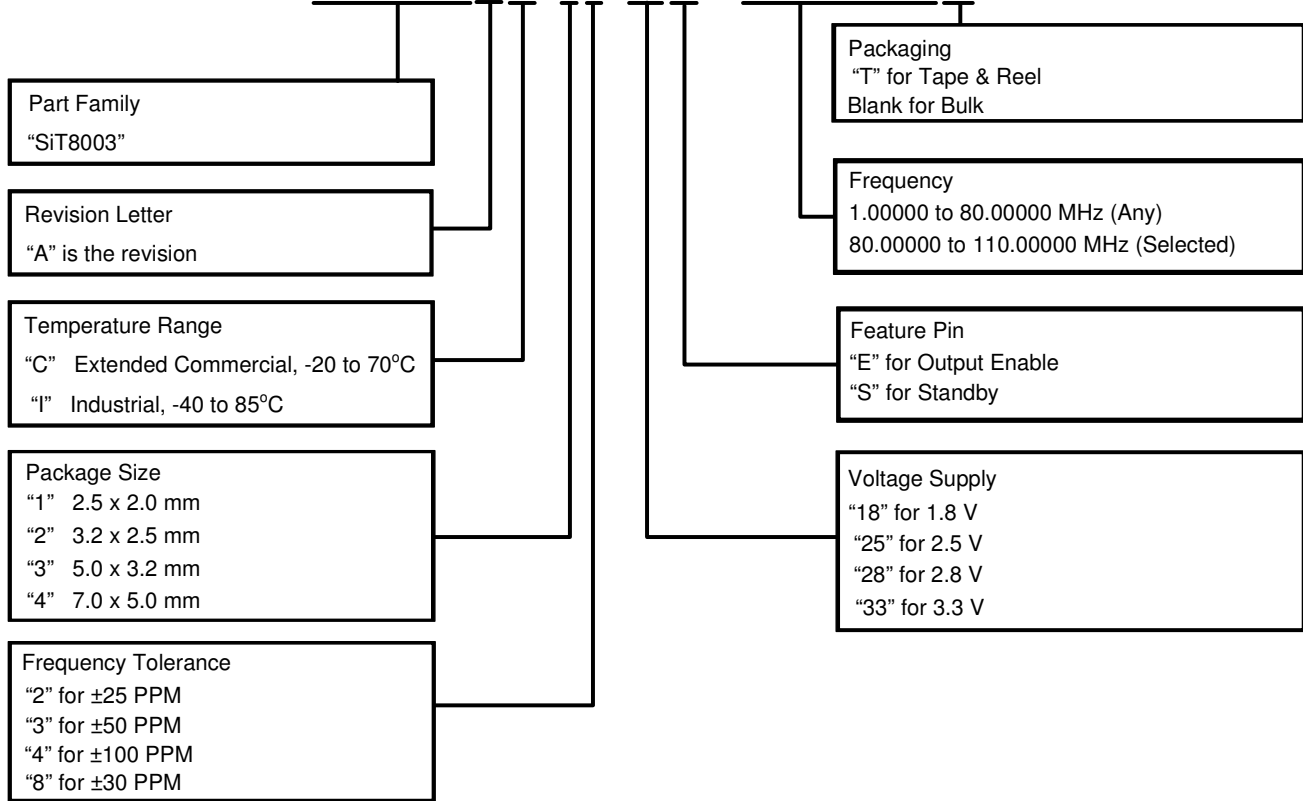 Part Family
“SiT8003”
Revision Letter
“A” is the revision
Temperature Range
“C” Extended Commercial, -20 to 70ºC
“I” Industrial, -40 to 85ºC
Package Size
“1” 2.5 x 2.0 mm
“2” 3.2 x 2.5 mm
“3” 5.0 x 3.2 mm
“4” 7.0 x 5.0 mm
Frequency Tolerance
“2” for ±25 PPM
“3” for ±50 PPM
“4” for ±100 PPM
“8” for ±30 PPM
Packaging
“T” for Tape & Reel
Blank for Bulk
Frequency
1.00000 to 80.00000 MHz (Any)
80.00000 to 110.00000 MHz (Selected)
Feature Pin
“E” for Output Enable
“S” for Standby
Voltage Supply
“18” for 1.8 V
“25” for 2.5 V
“28” for 2.8 V
“33” for 3.3 V